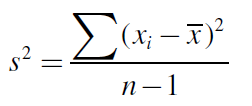 s² = ∑(xᵢ − x̅)² / n − 1